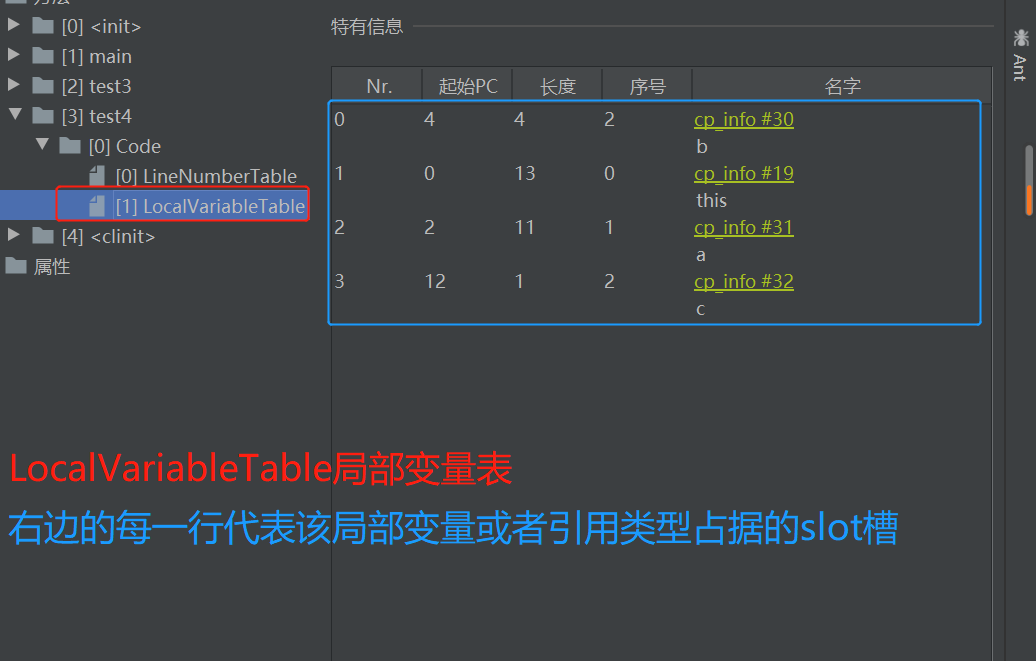 方法
[0] <init>
[1] main
[2] test3
[3] test4
[0] Code
[0] LineNumberTable
[1] LocalVariableTable
[4] <clinit>
属性
特有信息
Nr. 起始PC 长度 序号 名字
0 4 4 2 cp_info #30
b
1 0 13 0 cp_info #19
this
2 2 11 1 cp_info #31
a
3 12 1 2 cp_info #32
c
Ant
LocalVariableTable局部变量表
右边的每一行代表该局部变量或者引用类型占据的slot槽